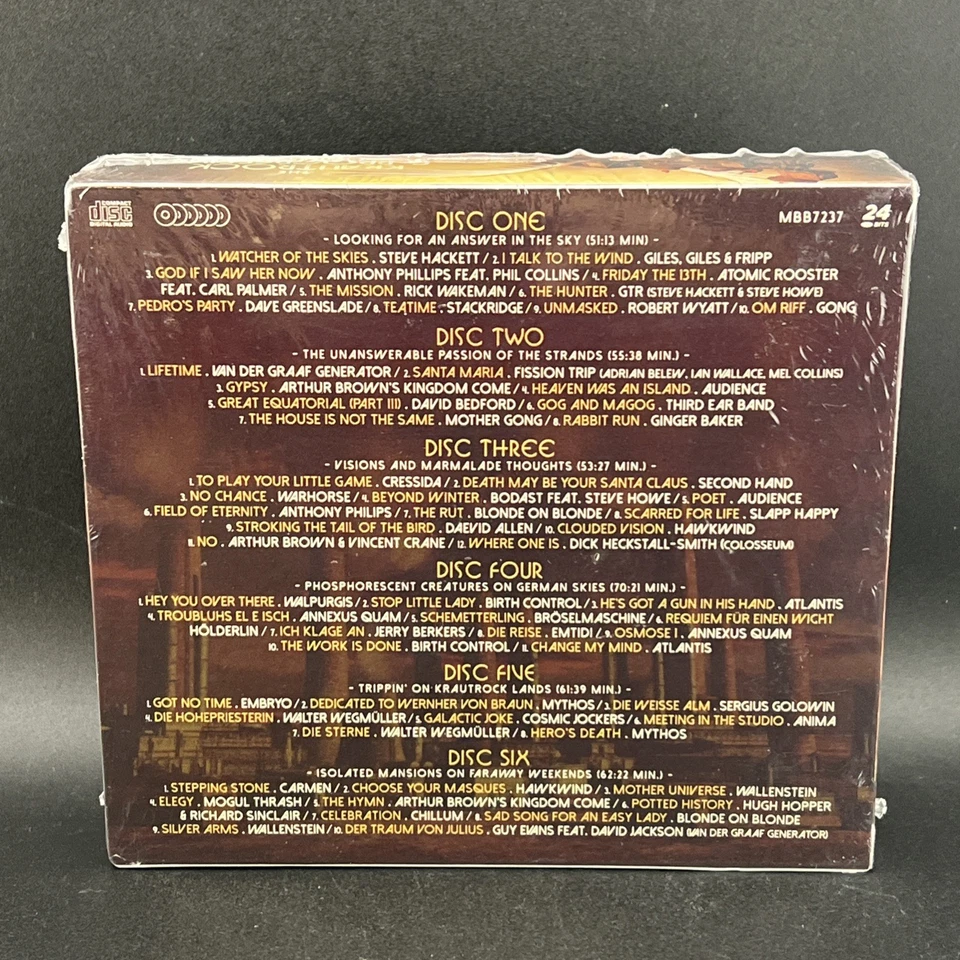 COMPACT
disc
DIGITAL AUDIO
MBB7237
24
BITS
DISC ONE
- LOOKING FOR AN ANSWER IN THE SKY (51:13 MIN) -
1. WATCHER OF THE SKIES . STEVE HACKETT / 2. I TALK TO THE WIND . GILES, GILES & FRIPP
3. GOD IF I SAW HER NOW . ANTHONY PHILLIPS FEAT. PHIL COLLINS / 4. FRIDAY THE 13TH . ATOMIC ROOSTER
FEAT. CARL PALMER / 5. THE MISSION . RICK WAKEMAN / 6. THE HUNTER . GTR (STEVE HACKETT & STEVE HOWE)
7. PEDRO'S PARTY . DAVE GREENSLADE / 8. TEATIME . STACKRIDGE / 9. UNMASKED . ROBERT WYATT / 10. OM RIFF . GONG
DISC TWO
- THE UNANSWERABLE PASSION OF THE STRANDS (55:38 MIN.) -
1. LIFETIME . VAN DER GRAAF GENERATOR / 2. SANTA MARIA . FISSION TRIP (ADRIAN BELEW, IAN WALLACE, MEL COLLINS)
3. GYPSY . ARTHUR BROWN'S KINGDOM COME / 4. HEAVEN WAS AN ISLAND . AUDIENCE
5. GREAT EQUATORIAL (PART III) . DAVID BEDFORD / 6. GOG AND MAGOG . THIRD EAR BAND
7. THE HOUSE IS NOT THE SAME . MOTHER GONG / 8. RABBIT RUN . GINGER BAKER
DISC THREE
- VISIONS AND MARMALADE THOUGHTS (53:27 MIN.) -
1. TO PLAY YOUR LITTLE GAME . CRESSIDA / 2. DEATH MAY BE YOUR SANTA CLAUS . SECOND HAND
3. NO CHANCE . WARHORSE / 4. BEYOND WINTER . BODAST FEAT. STEVE HOWE / 5. POET . AUDIENCE
6. FIELD OF ETERNITY . ANTHONY PHILIPS / 7. THE RUT . BLONDE ON BLONDE / 8. SCARRED FOR LIFE . SLAPP HAPPY
9. STROKING THE TAIL OF THE BIRD . DAEVID ALLEN / 10. CLOUDED VISION . HAWKWIND
11. NO . ARTHUR BROWN & VINCENT CRANE / 12. WHERE ONE IS . DICK HECKSTALL-SMITH (COLOSSEUM)
DISC FOUR
- PHOSPHORESCENT CREATURES ON GERMAN SKIES (70:21 MIN.) -
1. HEY YOU OVER THERE . WALPURGIS / 2. STOP LITTLE LADY . BIRTH CONTROL / 3. HE'S GOT A GUN IN HIS HAND . ATLANTIS
4. TROUBLUHS EL E ISCH . ANNEXUS QUAM / 5. SCHEMETTERLING . BRÖSELMASCHINE / 6. REQUIEM FÜR EINEN WICHT
HÖLDERLIN / 7. ICH KLAGE AN . JERRY BERKERS / 8. DIE REISE . EMTIDI / 9. OSMOSE I . ANNEXUS QUAM
10. THE WORK IS DONE . BIRTH CONTROL / 11. CHANGE MY MIND . ATLANTIS
DISC FIVE
- TRIPPIN' ON KRAUTROCK LANDS (61:39 MIN.) -
1. GOT NO TIME . EMBRYO / 2. DEDICATED TO WERNHER VON BRAUN . MYTHOS / 3. DIE WEISSE ALM . SERGIUS GOLOWIN
4. DIE HOHEPRIESTERIN . WALTER WEGMÜLLER / 5. GALACTIC JOKE . COSMIC JOCKERS / 6. MEETING IN THE STUDIO . ANIMA
7. DIE STERNE . WALTER WEGMÜLLER / 8. HERO'S DEATH . MYTHOS
DISC SIX
- ISOLATED MANSIONS ON FARAWAY WEEKENDS (62:22 MIN.) -
1. STEPPING STONE . CARMEN / 2. CHOOSE YOUR MASQUES . HAWKWIND / 3. MOTHER UNIVERSE . WALLENSTEIN
4. ELEGY . MOGUL THRASH / 5. THE HYMN . ARTHUR BROWN'S KINGDOM COME / 6. POTTED HISTORY . HUGH HOPPER
& RICHARD SINCLAIR / 7. CELEBRATION . CHILLUM / 8. SAD SONG FOR AN EASY LADY . BLONDE ON BLONDE
9. SILVER ARMS . WALLENSTEIN / 10. DER TRAUM VON JULIUS . GUY EVANS FEAT. DAVID JACKSON (VAN DER GRAAF GENERATOR)